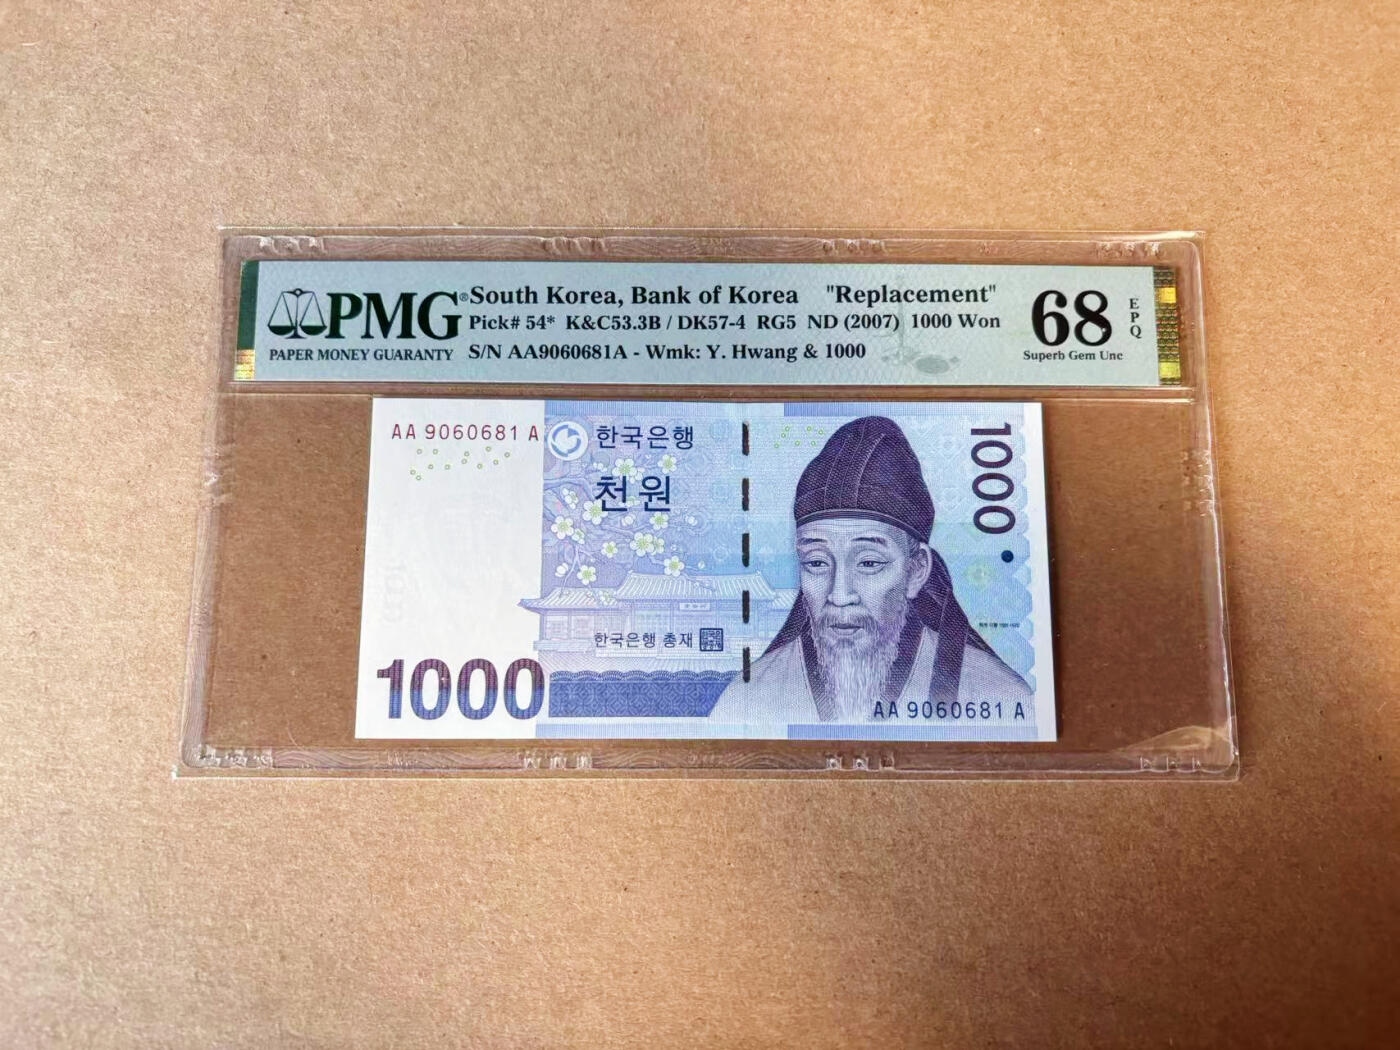 PMG®
PAPER MONEY GUARANTY
South Korea, Bank of Korea "Replacement"
Pick# 54* K&C53.3B / DK57-4 RG5 ND (2007) 1000 Won
S/N AA9060681A - Wmk: Y. Hwang & 1000
68
EPQ
Superb Gem Unc
AA 9060681 A
한국은행
천원
1000
한국은행 총재
1000
AA 9060681 A